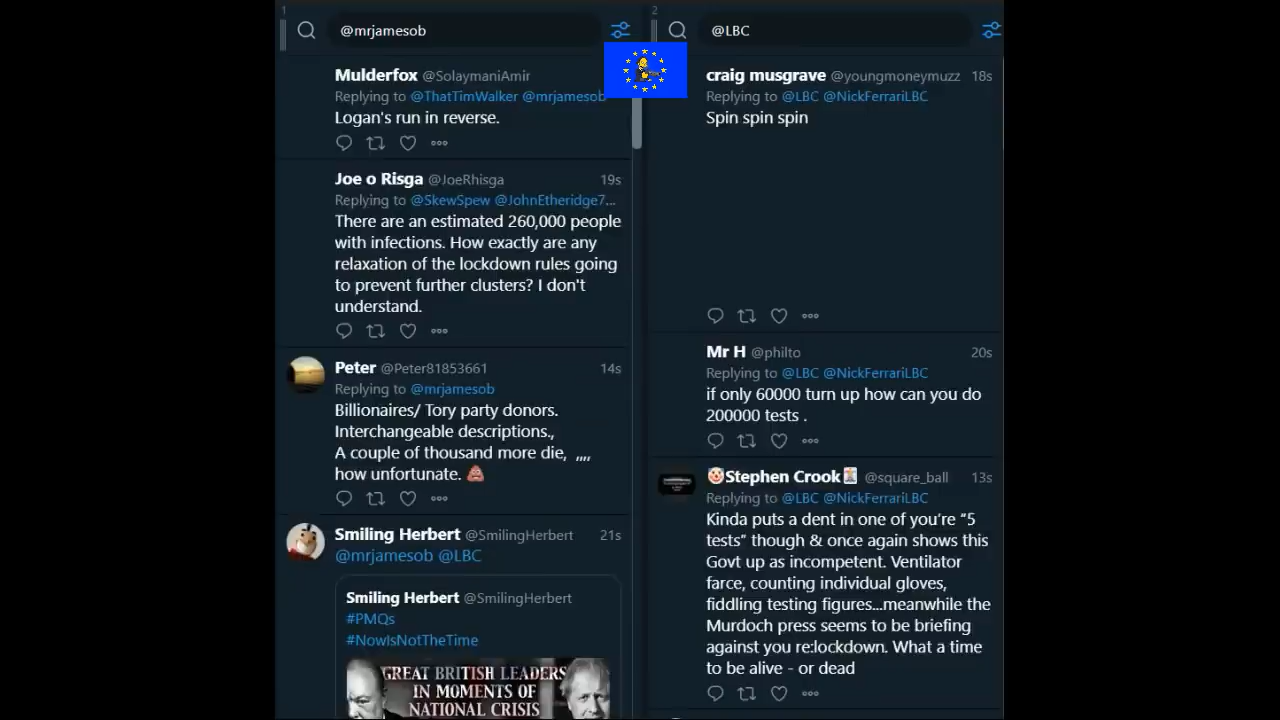 1
@mrjamesob
Mulderfox @SolaymaniAmir
Replying to @ThatTimWalker @mrjamesob
Logan's run in reverse.
Joe o Risga @JoeRhisga 19s
Replying to @SkewSpew @JohnEtheridge7...
There are an estimated 260,000 people
with infections. How exactly are any
relaxation of the lockdown rules going
to prevent further clusters? I don't
understand.
Peter @Peter81853661 14s
Replying to @mrjamesob
Billionaires/ Tory party donors.
Interchangeable descriptions.,
A couple of thousand more die, ,,,,
how unfortunate. 💩
Smiling Herbert @SmilingHerbert 21s
@mrjamesob @LBC
Smiling Herbert @SmilingHerbert
#PMQs
#NowIsNotTheTime
GREAT BRITISH LEADERS
IN MOMENTS OF
NATIONAL CRISIS
2
@LBC
craig musgrave @youngmoneymuzz 18s
Replying to @LBC @NickFerrariLBC
Spin spin spin
Mr H @philto 20s
Replying to @LBC @NickFerrariLBC
if only 60000 turn up how can you do
200000 tests .
🤡Stephen Crook🃏 @square_ball 13s
Replying to @LBC @NickFerrariLBC
Kinda puts a dent in one of you're “5
tests” though & once again shows this
Govt up as incompetent. Ventilator
farce, counting individual gloves,
fiddling testing figures...meanwhile the
Murdoch press seems to be briefing
against you re:lockdown. What a time
to be alive - or dead